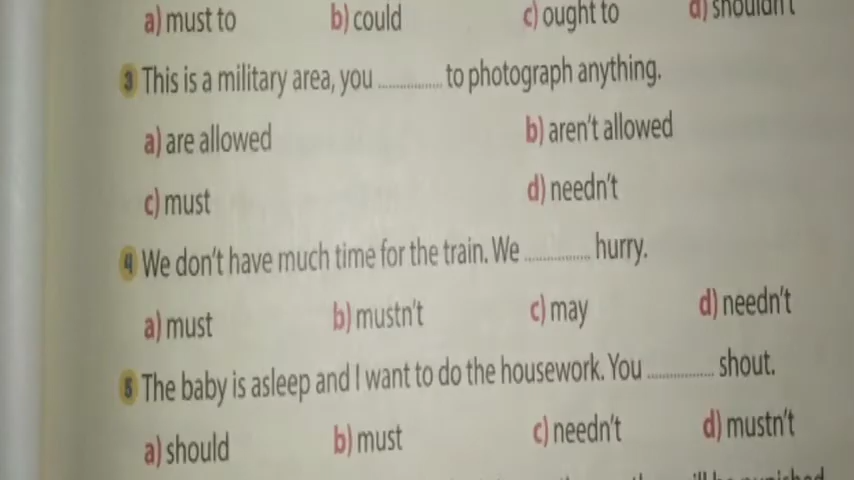 a) must to b) could c) ought to d) shouldn't
3 This is a military area, you ............ to photograph anything.
a) are allowed b) aren't allowed
c) must d) needn't
4 We don't have much time for the train. We ............ hurry.
a) must b) mustn't c) may d) needn't
5 The baby is asleep and I want to do the housework. You ............ shout.
a) should b) must c) needn't d) mustn't